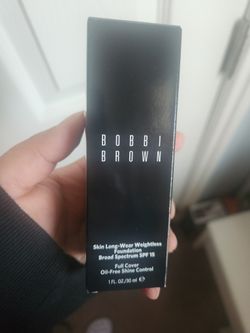 BOBBI
BROWN
Skin Long-Wear Weightless
Foundation
Broad Spectrum SPF 15
Full Cover
Oil-Free Shine Control
1 FL.OZ/30 ml ℮